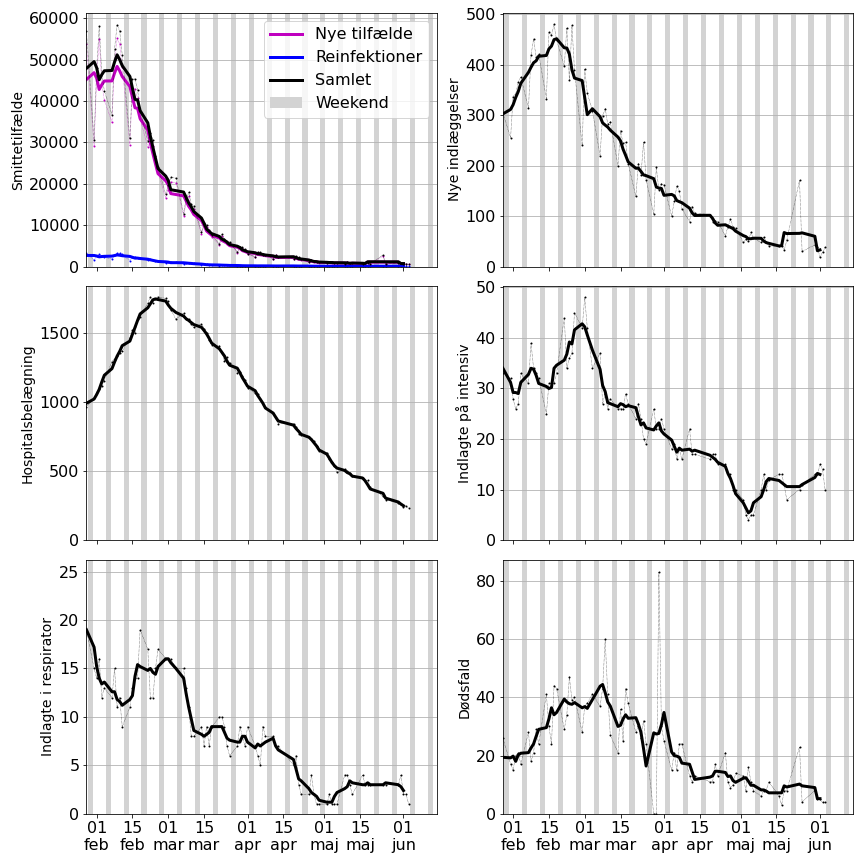 Smittetilfælde
60000
50000
40000
30000
20000
10000
0
Nye tilfælde
Reinfektioner
Samlet
Weekend
Nye indlæggelser
500
400
300
200
100
0
Hospitalsbelægning
1500
1000
500
0
Indlagte på intensiv
50
40
30
20
10
0
Indlagte i respirator
25
20
15
10
5
0
01 15 01 15 01 15 01 15 01
feb feb mar mar apr apr maj maj jun
Dødsfald
80
60
40
20
0
01 15 01 15 01 15 01 15 01
feb feb mar mar apr apr maj maj jun